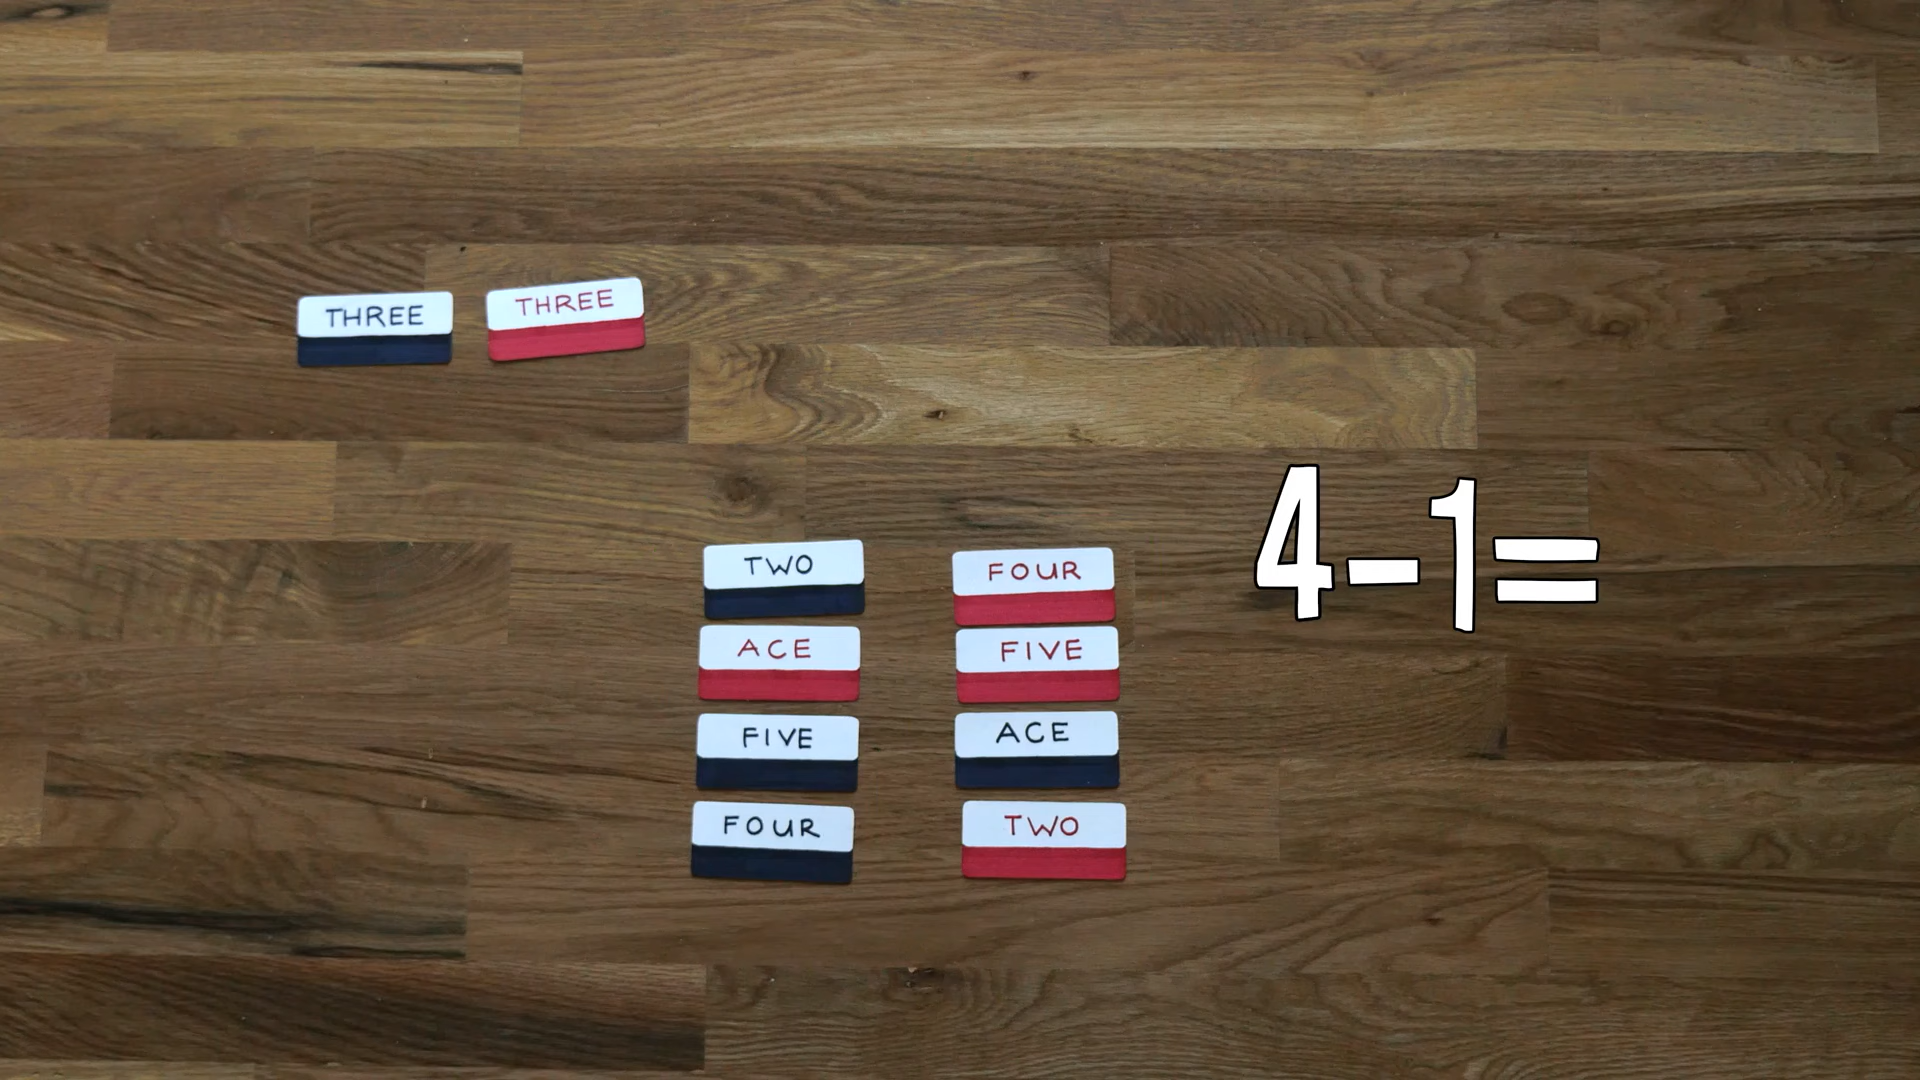 THREE THREE
TWO FOUR
ACE FIVE
FIVE ACE
FOUR TWO
4-1=